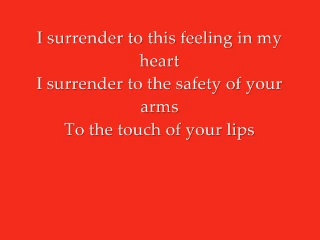 I surrender to this feeling in my
heart
I surrender to the safety of your
arms
To the touch of your lips